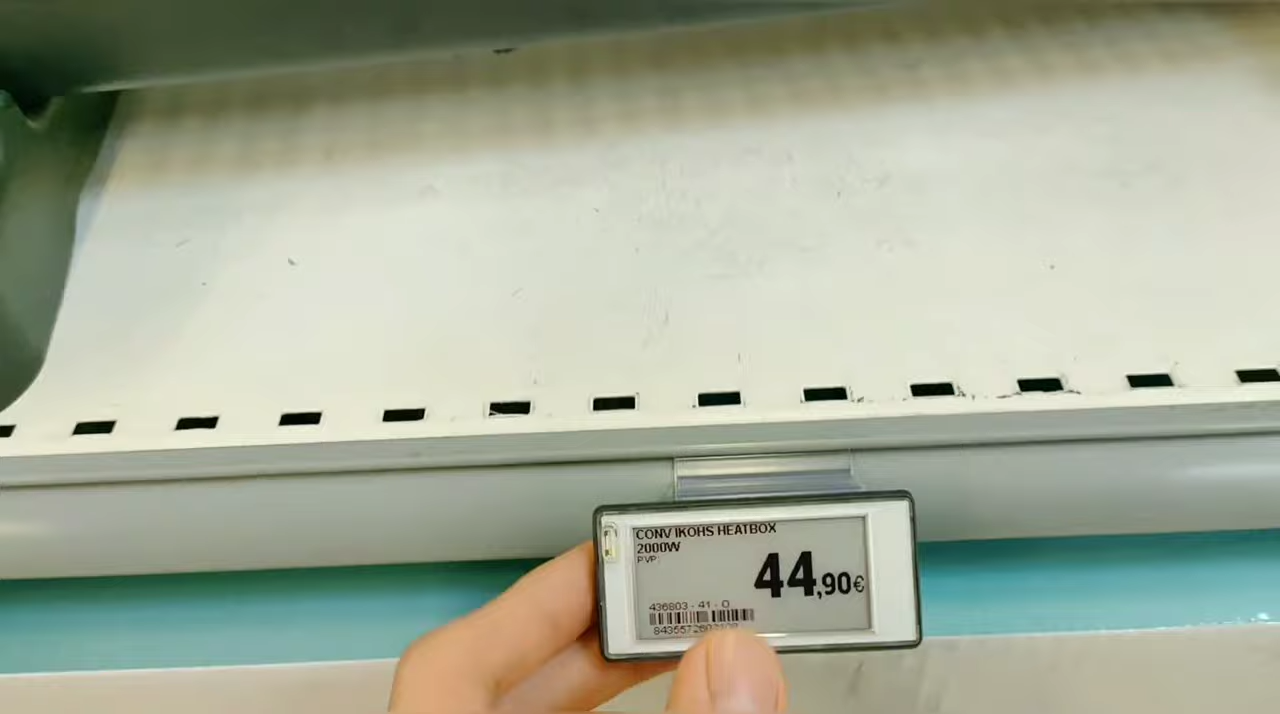 CONV IKOHS HEATBOX
2000W
PVP:
44,90€
436803 - 41 - 0